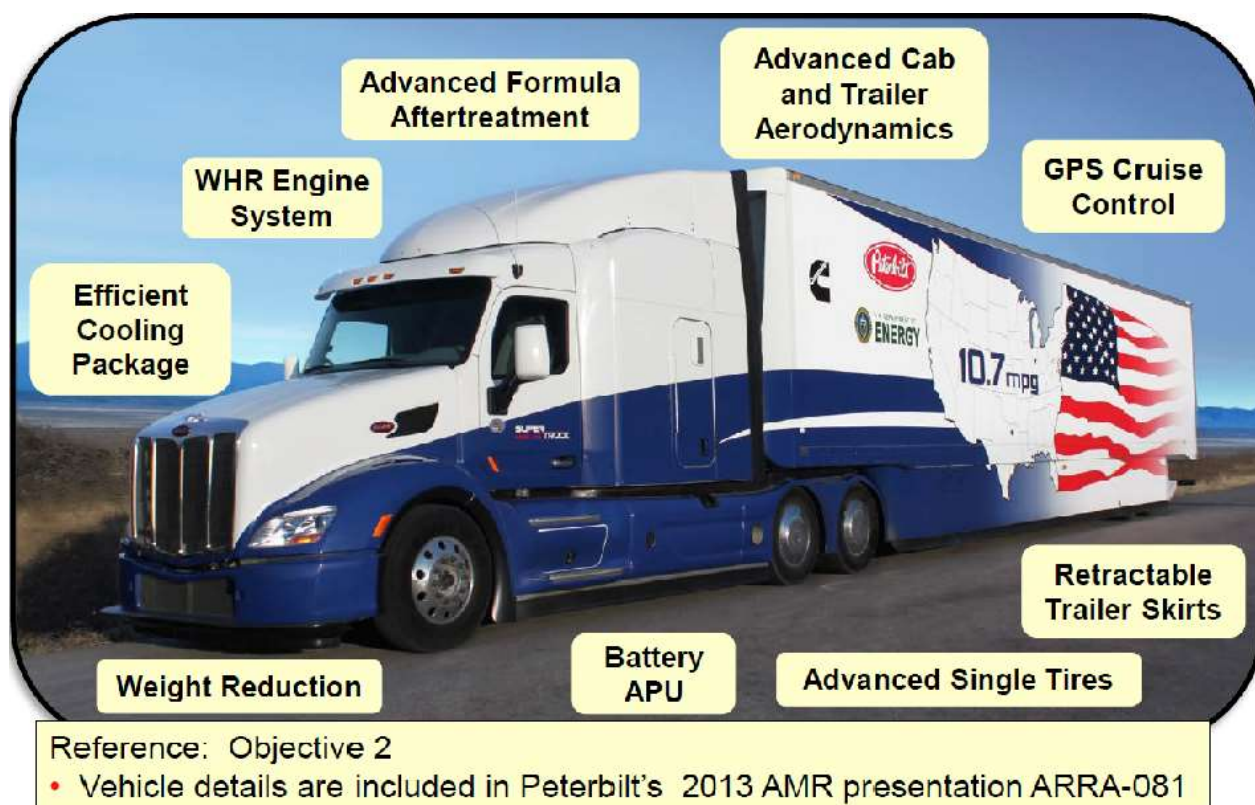 Advanced Formula
Aftertreatment
Advanced Cab
and Trailer
Aerodynamics
WHR Engine
System
GPS Cruise
Control
Efficient
Cooling
Package
Peterbilt
ENERGY
10.7 mpg
SUPER
TRUCK
Retractable
Trailer Skirts
Battery
APU
Weight Reduction
Advanced Single Tires
Reference: Objective 2
• Vehicle details are included in Peterbilt's 2013 AMR presentation ARRA-081